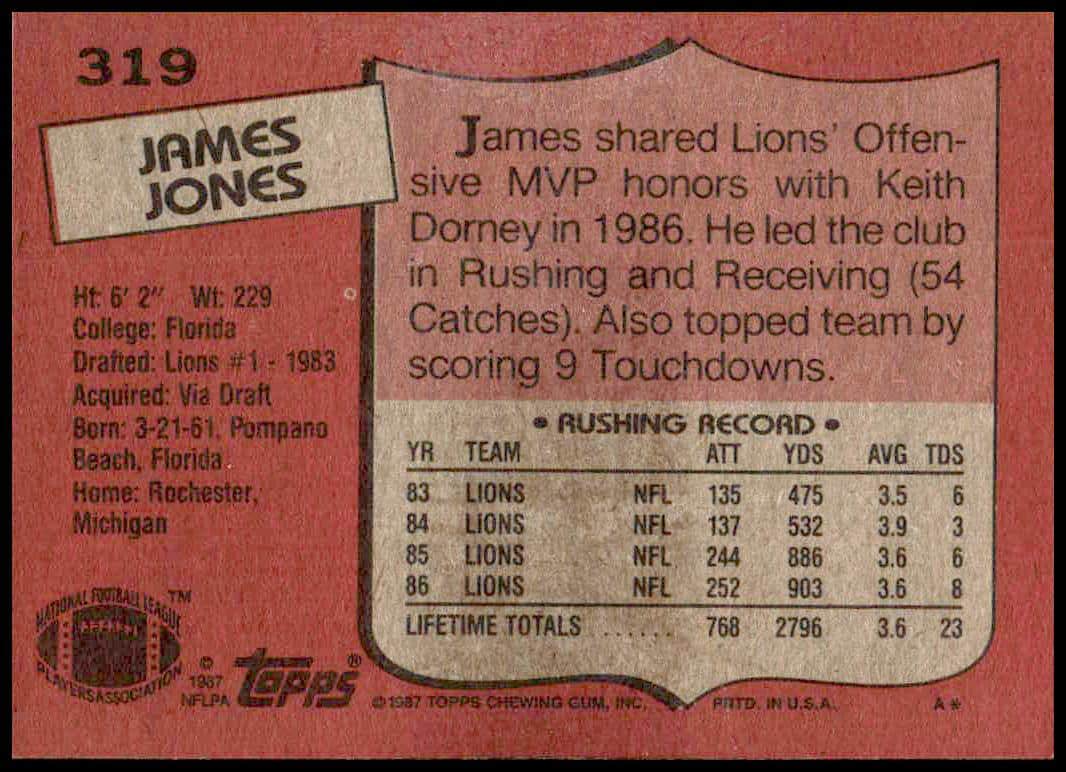 319
JAMES
JONES
Ht: 6' 2" Wt: 229
College: Florida
Drafted: Lions #1 - 1983
Acquired: Via Draft
Born: 3-21-61, Pompano
Beach, Florida
Home: Rochester,
Michigan
James shared Lions' Offen-
sive MVP honors with Keith
Dorney in 1986. He led the club
in Rushing and Receiving (54
Catches). Also topped team by
scoring 9 Touchdowns.
• RUSHING RECORD •
YR TEAM ATT YDS AVG TDS
83 LIONS NFL 135 475 3.5 6
84 LIONS NFL 137 532 3.9 3
85 LIONS NFL 244 886 3.6 6
86 LIONS NFL 252 903 3.6 8
LIFETIME TOTALS ...... 768 2796 3.6 23
NATIONAL FOOTBALL LEAGUE ™
PLAYERS ASSOCIATION
© 1987 NFLPA
topps®
©1987 TOPPS CHEWING GUM, INC. PRTD. IN U.S.A. A*